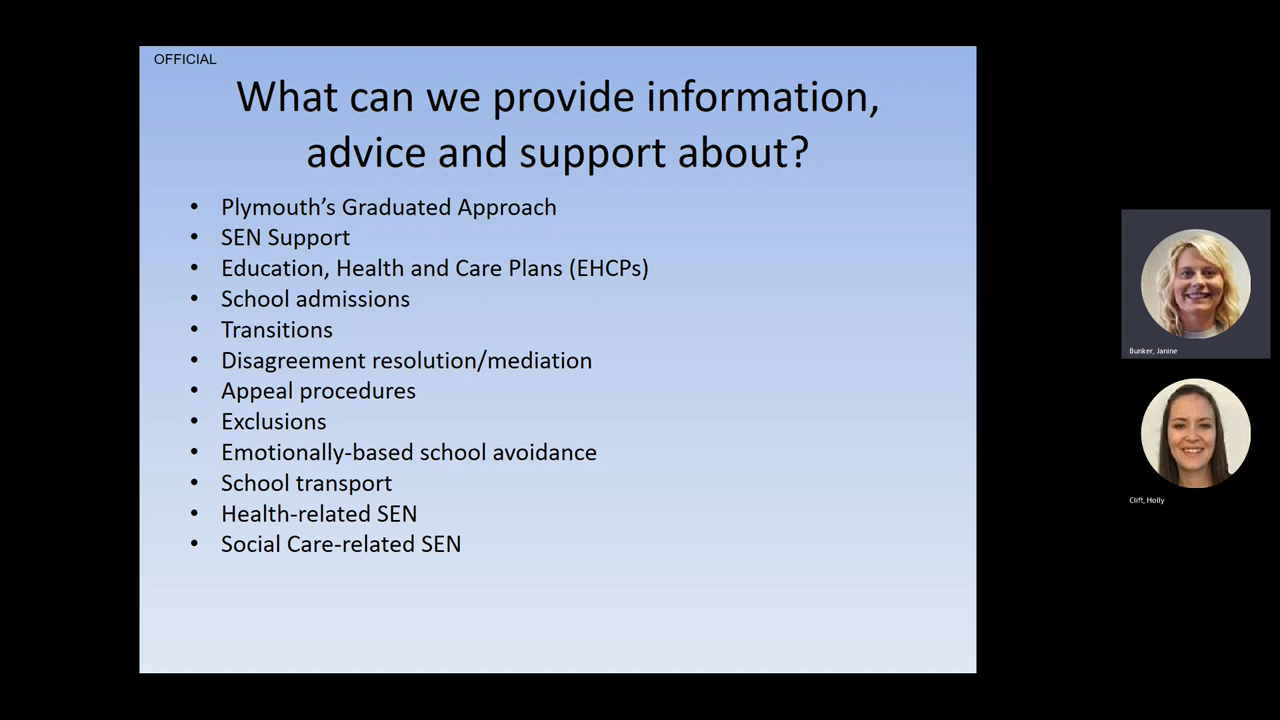 OFFICIAL
What can we provide information,
advice and support about?
• Plymouth’s Graduated Approach
• SEN Support
• Education, Health and Care Plans (EHCPs)
• School admissions
• Transitions
• Disagreement resolution/mediation
• Appeal procedures
• Exclusions
• Emotionally-based school avoidance
• School transport
• Health-related SEN
• Social Care-related SEN
Bunker, Janine
Clift, Holly